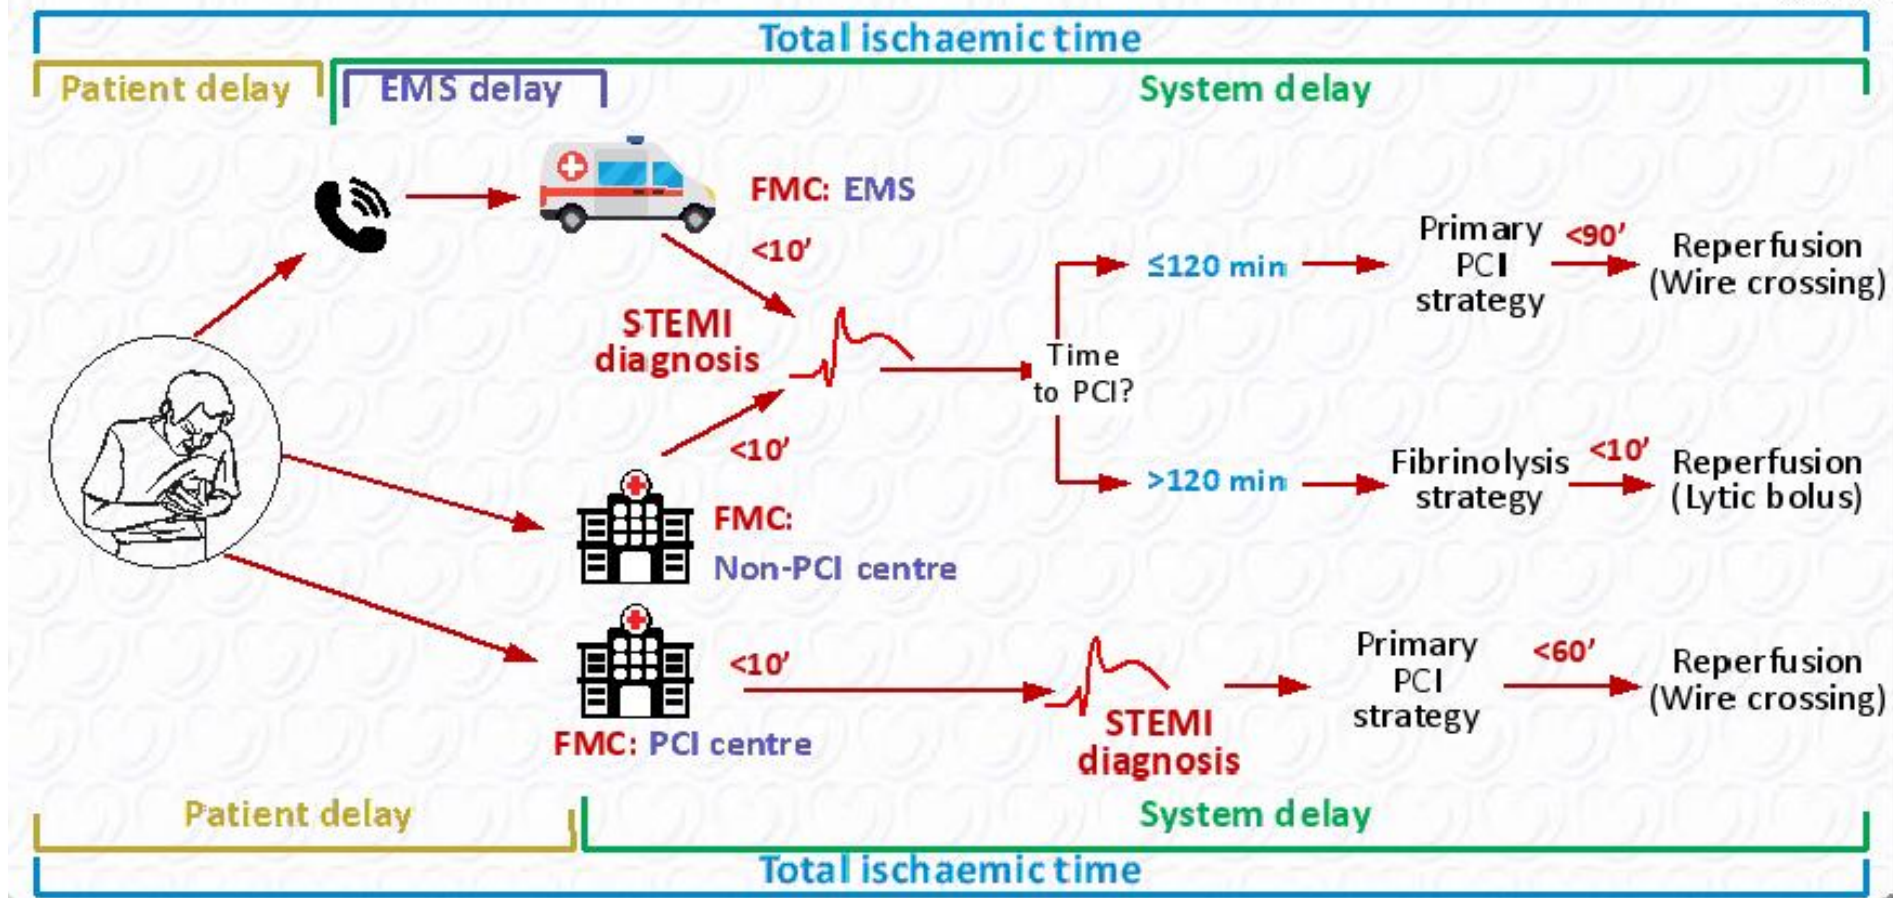 Total ischaemic time
Patient delay
EMS delay
System delay
FMC: EMS
<10’
STEMI
diagnosis
<10’
FMC:
Non-PCI centre
Time
to PCI?
≤120 min
Primary
PCI
strategy
<90’
Reperfusion
(Wire crossing)
>120 min
Fibrinolysis
strategy
<10’
Reperfusion
(Lytic bolus)
<10’
FMC: PCI centre
STEMI
diagnosis
Primary
PCI
strategy
<60’
Reperfusion
(Wire crossing)
Patient delay
System delay
Total ischaemic time